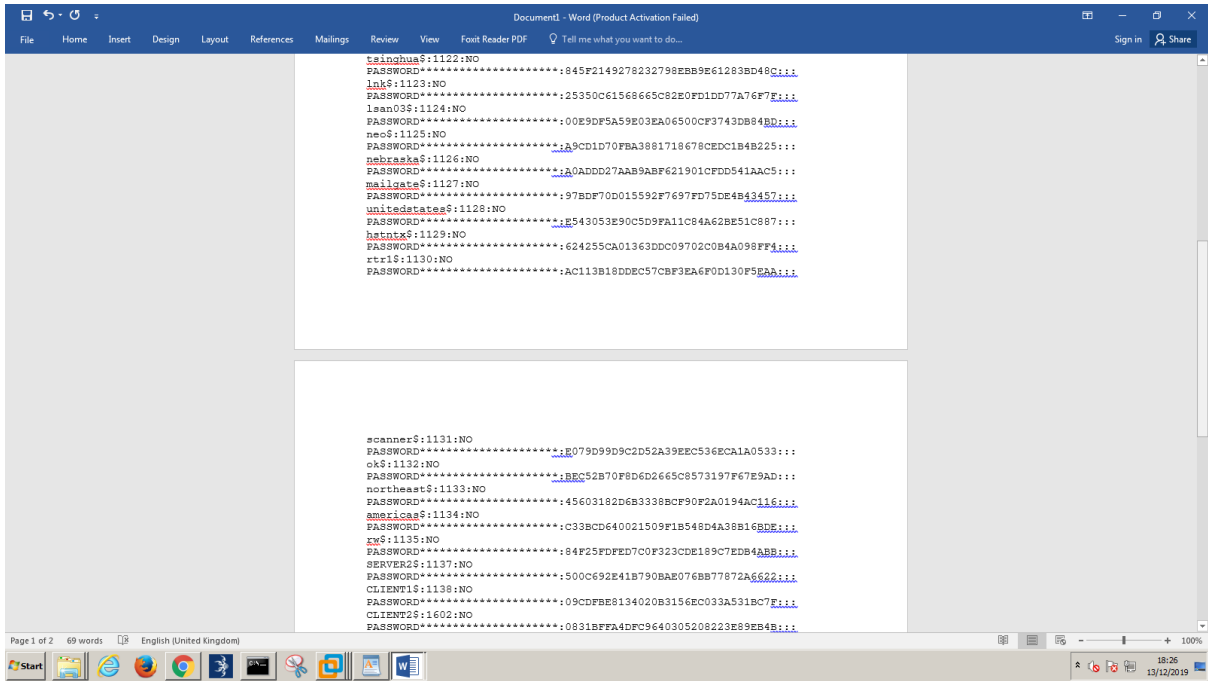 Document1 - Word (Product Activation Failed)
File Home Insert Design Layout References Mailings Review View Foxit Reader PDF Tell me what you want to do... Sign in Share
tsinghua$:1122:NO
PASSWORD*********************:845F2149278232798EBB9E61283BD48C:::
lnk$:1123:NO
PASSWORD*********************:25350C61568665C82E0FD1DD77A76F7F:::
lsan03$:1124:NO
PASSWORD*********************:00E9DF5A59E03EA06500CF3743DB84BD:::
neo$:1125:NO
PASSWORD*********************:A9CD1D70FBA3881718678CEDC1B4B225:::
nebraska$:1126:NO
PASSWORD*********************:A0ADDD27AAB9ABF621901CFDD541AAC5:::
mailgate$:1127:NO
PASSWORD*********************:97BDF70D015592F7697FD75DE4B43457:::
unitedstates$:1128:NO
PASSWORD*********************:E543053E90C5D9FA11C84A62BE51C887:::
hstntx$:1129:NO
PASSWORD*********************:624255CA01363DDC09702C0B4A098FF4:::
rtr1$:1130:NO
PASSWORD*********************:AC113B18DDEC57CBF3EA6F0D130F5EAA:::
scanner$:1131:NO
PASSWORD*********************:E079D99D9C2D52A39EEC536ECA1A0533:::
ok$:1132:NO
PASSWORD*********************:BEC52B70F8D6D2665C8573197F67E9AD:::
northeast$:1133:NO
PASSWORD*********************:45603182D6B3338BCF90F2A0194AC116:::
americas$:1134:NO
PASSWORD*********************:C33BCD640021509F1B548D4A38B16BDE:::
rw$:1135:NO
PASSWORD*********************:84F25FDFED7C0F323CDE189C7EDB4ABB:::
SERVER2$:1137:NO
PASSWORD*********************:500C692E41B790BAE076BB77872A6622:::
CLIENT1$:1138:NO
PASSWORD*********************:09CDFBE8134020B3156EC033A531BC7F:::
CLIENT2$:1602:NO
PASSWORD*********************:0831BFFA4DFC9640305208223E89EB4B:::
Page 1 of 2 69 words English (United Kingdom) 100%
Start 18:26
13/12/2019